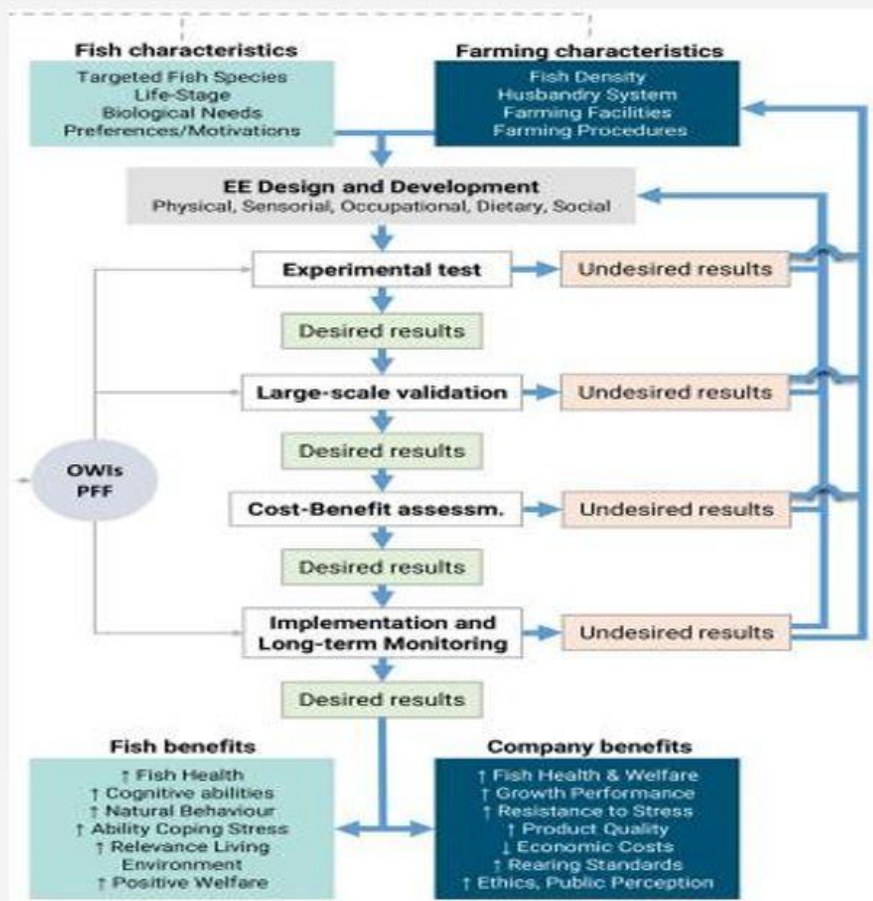 Fish characteristics
Targeted Fish Species
Life-Stage
Biological Needs
Preferences/Motivations
Farming characteristics
Fish Density
Husbandry System
Farming Facilities
Farming Procedures
EE Design and Development
Physical, Sensorial, Occupational, Dietary, Social
Experimental test
Undesired results
Desired results
Large-scale validation
Undesired results
Desired results
OWIs
PFF
Cost-Benefit assessm.
Undesired results
Desired results
Implementation and
Long-term Monitoring
Undesired results
Desired results
Fish benefits
↑ Fish Health
↑ Cognitive abilities
↑ Natural Behaviour
↑ Ability Coping Stress
↑ Relevance Living
Environment
↑ Positive Welfare
Company benefits
↑ Fish Health & Welfare
↑ Growth Performance
↑ Resistance to Stress
↑ Product Quality
↓ Economic Costs
↑ Rearing Standards
↑ Ethics, Public Perception